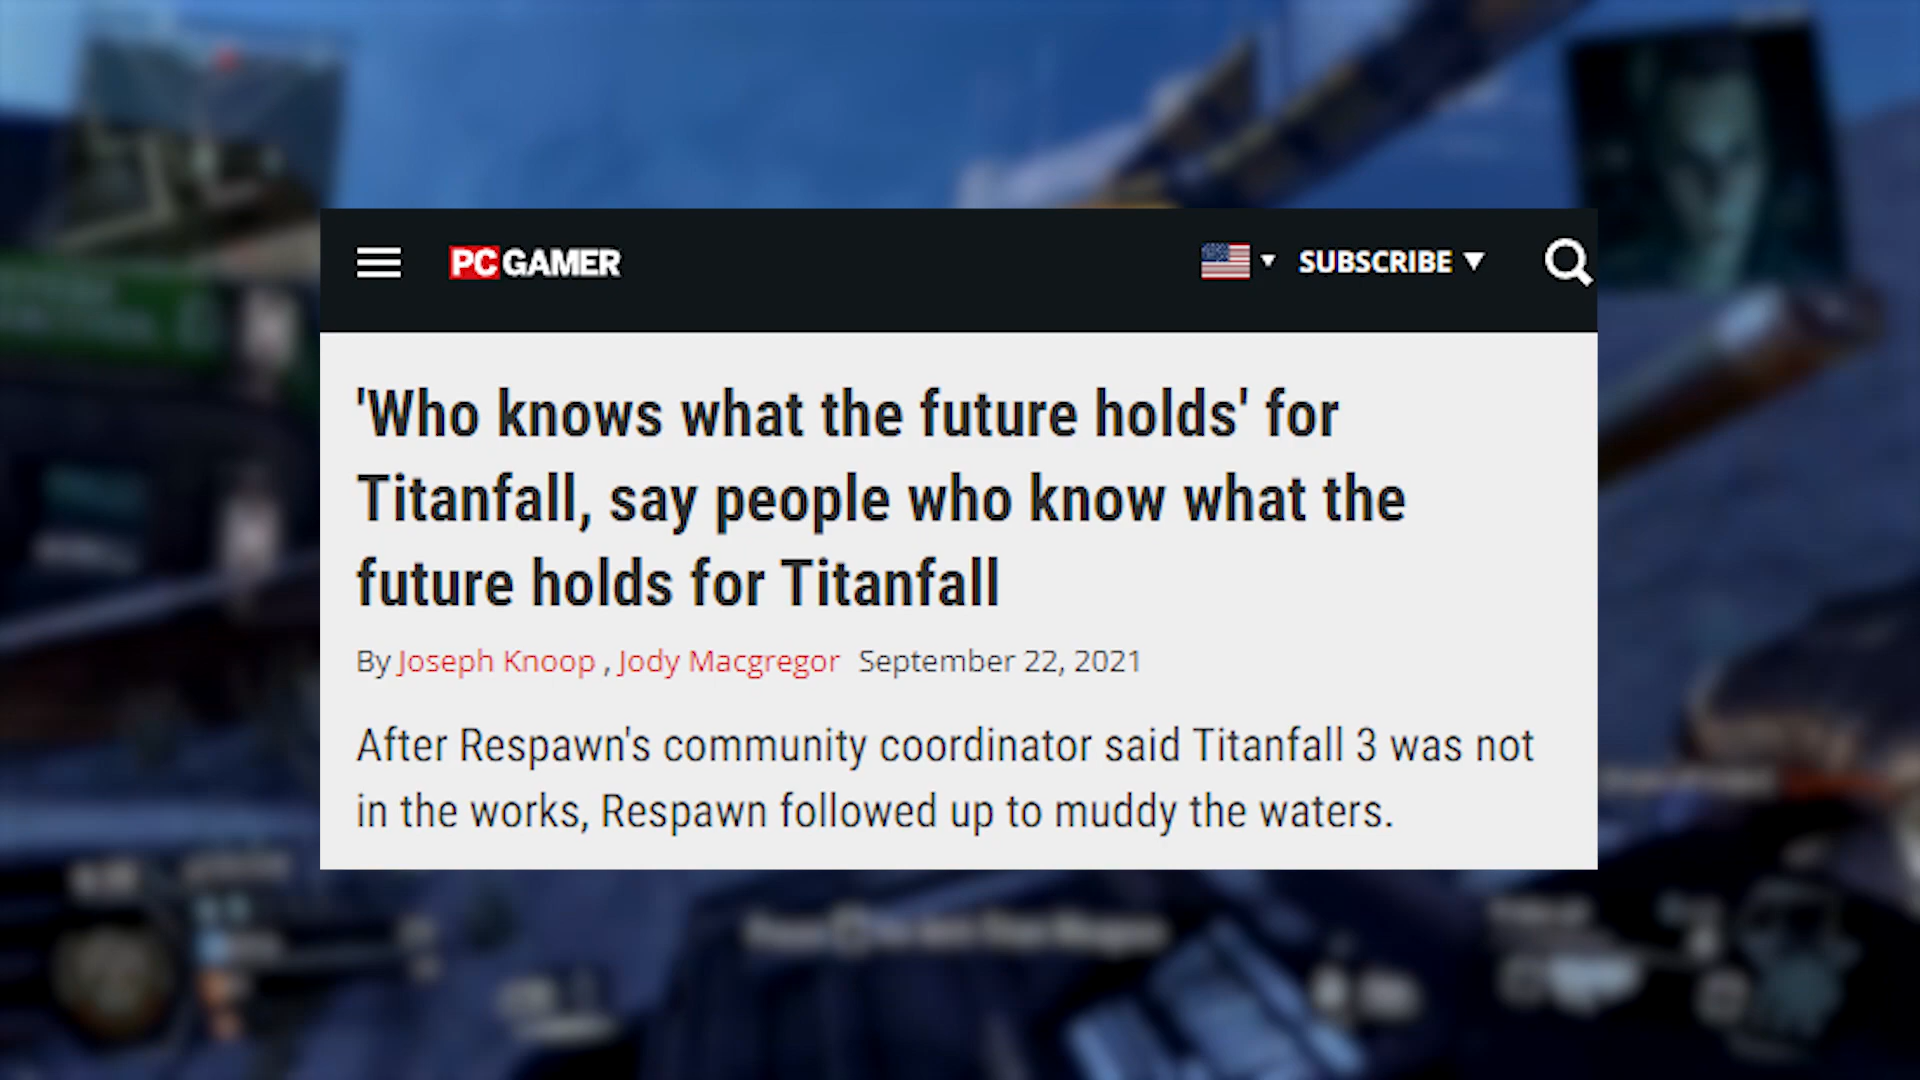 PC GAMER
SUBSCRIBE
'Who knows what the future holds' for
Titanfall, say people who know what the
future holds for Titanfall
By Joseph Knoop , Jody Macgregor September 22, 2021
After Respawn's community coordinator said Titanfall 3 was not
in the works, Respawn followed up to muddy the waters.